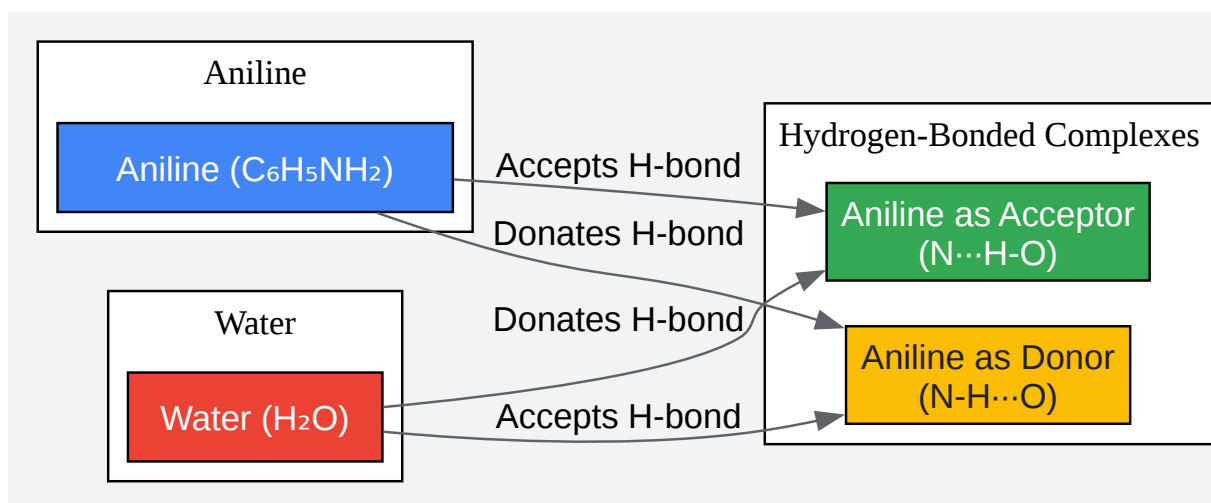 Aniline
Aniline (C₆H₅NH₂)
Water
Water (H₂O)
Accepts H-bond
Donates H-bond
Donates H-bond
Accepts H-bond
Hydrogen-Bonded Complexes
Aniline as Acceptor
(N···H-O)
Aniline as Donor
(N-H···O)